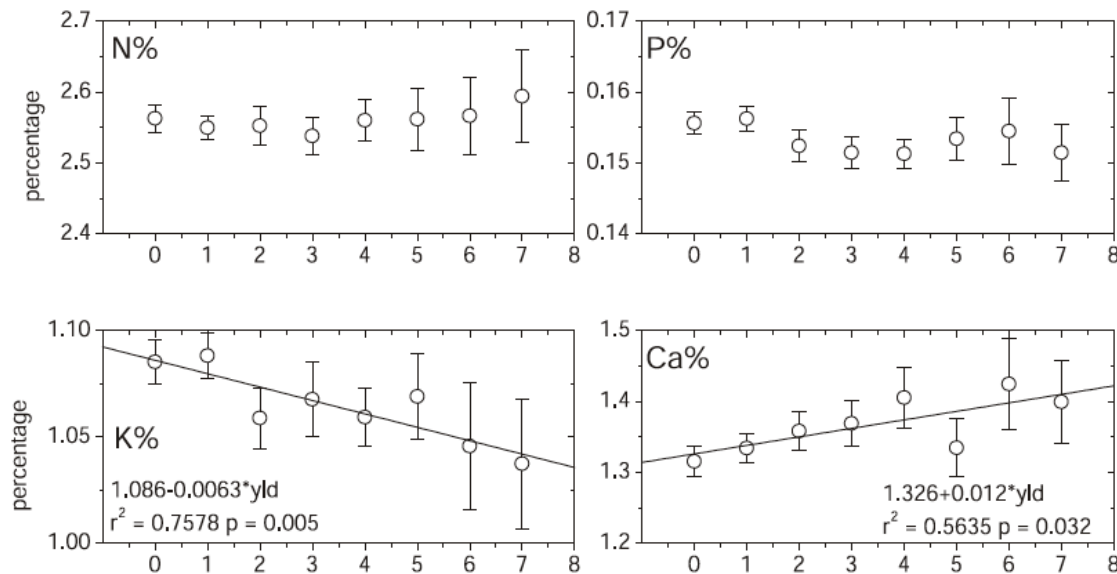 2.7
N%
2.6
2.5
2.4
percentage
0 1 2 3 4 5 6 7 8
0.17
P%
0.16
0.15
0.14
0 1 2 3 4 5 6 7 8
1.10
1.05
K%
1.00
percentage
1.086-0.0063*yld
r² = 0.7578 p = 0.005
0 1 2 3 4 5 6 7 8
1.5
Ca%
1.4
1.3
1.2
1.326+0.012*yld
r² = 0.5635 p = 0.032
0 1 2 3 4 5 6 7 8